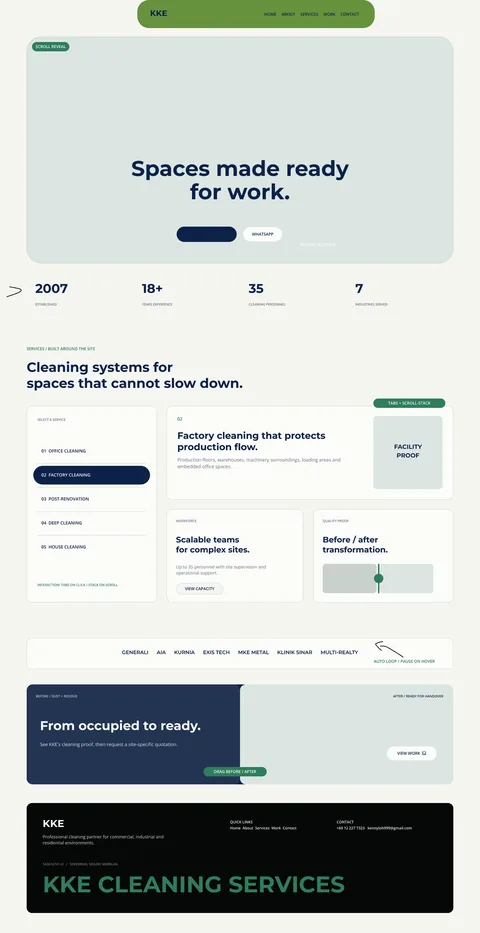 KKE
HOME ABOUT SERVICES WORK CONTACT
SCROLL REVEAL
Spaces made ready
for work.
WHATSAPP
2007
18+
35
7
ESTABLISHED
YEARS EXPERIENCE
CLEANING PERSONNEL
INDUSTRIES SERVED
SERVICES / BUILT AROUND THE SITE
Cleaning systems for
spaces that cannot slow down.
SELECT A SERVICE
01 OFFICE CLEANING
02 FACTORY CLEANING
03 POST-RENOVATION
04 DEEP CLEANING
05 HOUSE CLEANING
INTERACTION: TABS ON CLICK / STACK ON SCROLL
TABS + SCROLL-STACK
02
Factory cleaning that protects
production flow.
Production floors, warehouses, machinery surroundings, loading areas and
embedded office spaces.
FACILITY
PROOF
WORKFORCE
Scalable teams
for complex sites.
Up to 35 personnel with site supervision and
operational support.
VIEW CAPACITY
QUALITY PROOF
Before / after
transformation.
GENERALI AIA KURNIA EXIS TECH MKE METAL KLINIK SINAR MULTI-REALTY
AUTO LOOP / PAUSE ON HOVER
BEFORE / DUST + RESIDUE
From occupied to ready.
See KKE's cleaning proof, then request a site-specific quotation.
AFTER / READY FOR HANDOVER
VIEW WORK
DRAG BEFORE / AFTER
KKE
Professional cleaning partner for commercial, industrial and
residential environments.
QUICK LINKS
Home About Services Work Contact
CONTACT
KKE CLEANING SERVICES